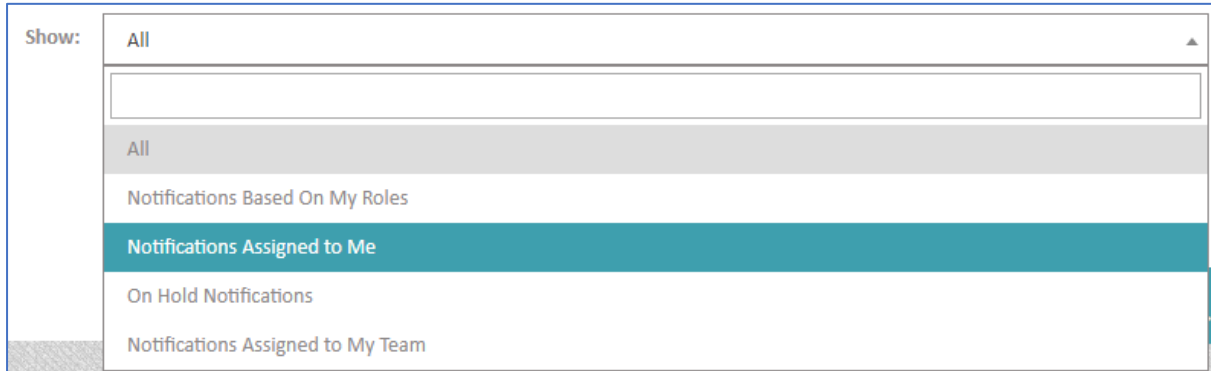 Show: All
All
Notifications Based On My Roles
Notifications Assigned to Me
On Hold Notifications
Notifications Assigned to My Team